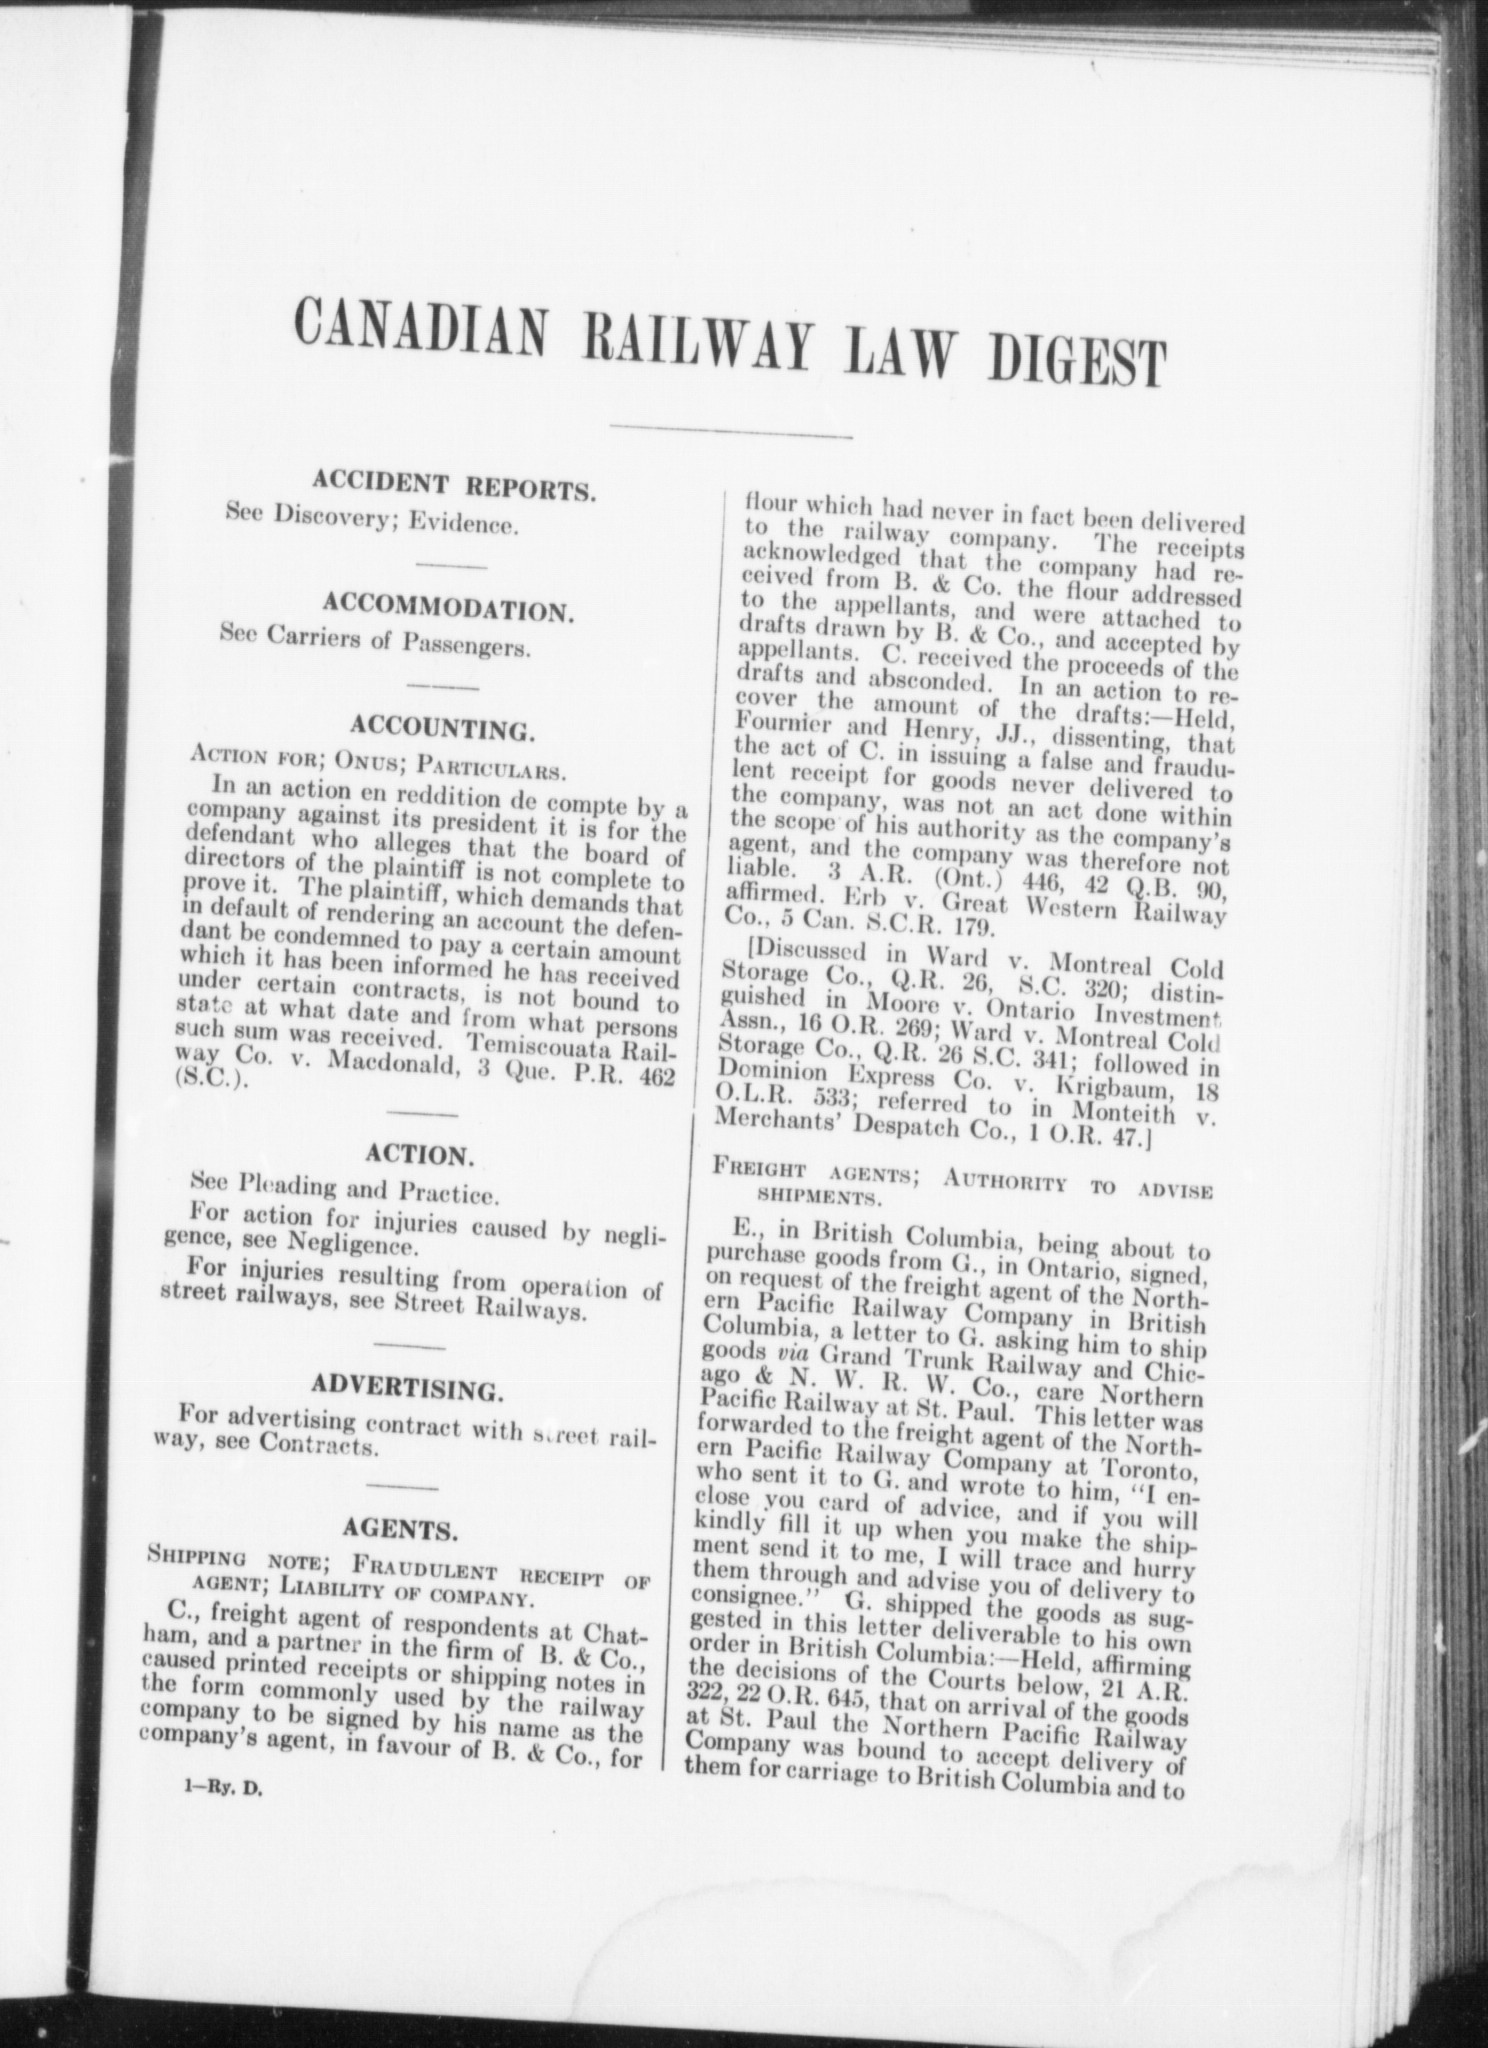 CANADIAN RAILWAY LAW DIGEST
ACCIDENT REPORTS.
See Discovery; Evidence.
ACCOMMODATION.
See Carriers of Passengers.
ACCOUNTING.
ACTION FOR; ONUS; PARTICULARS.
In an action en reddition de compte by a
company against its president it is for the
defendant who alleges that the board of
directors of the plaintiff is not complete to
prove it. The plaintiff, which demands that
in default of rendering an account the defen-
dant be condemned to pay a certain amount
which it has been informed he has received
under certain contracts, is not bound to
state at what date and from what persons
such sum was received. Temiscouata Rail-
way Co. v. Macdonald, 3 Que. P.R. 462
(S.C.).
ACTION.
See Pleading and Practice.
For action for injuries caused by negli-
gence, see Negligence.
For injuries resulting from operation of
street railways, see Street Railways.
ADVERTISING.
For advertising contract with street rail-
way, see Contracts.
AGENTS.
SHIPPING NOTE; FRAUDULENT RECEIPT OF
AGENT; LIABILITY OF COMPANY.
C., freight agent of respondents at Chat-
ham, and a partner in the firm of B. & Co.,
caused printed receipts or shipping notes in
the form commonly used by the railway
company to be signed by his name as the
company's agent, in favour of B. & Co., for
1—Ry. D.
flour which had never in fact been delivered
to the railway company. The receipts
acknowledged that the company had re-
ceived from B. & Co. the flour addressed
to the appellants, and were attached to
drafts drawn by B. & Co., and accepted by
appellants. C. received the proceeds of the
drafts and absconded. In an action to re-
cover the amount of the drafts:—Held,
Fournier and Henry, JJ., dissenting, that
the act of C. in issuing a false and fraudu-
lent receipt for goods never delivered to
the company, was not an act done within
the scope of his authority as the company's
agent, and the company was therefore not
liable. 3 A.R. (Ont.) 446, 42 Q.B. 90,
affirmed. Erb v. Great Western Railway
Co., 5 Can. S.C.R. 179.
[Discussed in Ward v. Montreal Cold
Storage Co., Q.R. 26, S.C. 320; distin-
guished in Moore v. Ontario Investment
Assn., 16 O.R. 269; Ward v. Montreal Cold
Storage Co., Q.R. 26 S.C. 341; followed in
Dominion Express Co. v. Krigbaum, 18
O.L.R. 533; referred to in Monteith v.
Merchants' Despatch Co., 1 O.R. 47.]
FREIGHT AGENTS; AUTHORITY TO ADVISE
SHIPMENTS.
E., in British Columbia, being about to
purchase goods from G., in Ontario, signed,
on request of the freight agent of the North-
ern Pacific Railway Company in British
Columbia, a letter to G. asking him to ship
goods via Grand Trunk Railway and Chic-
ago & N. W. R. W. Co., care Northern
Pacific Railway at St. Paul. This letter was
forwarded to the freight agent of the North-
ern Pacific Railway Company at Toronto,
who sent it to G. and wrote to him, "I en-
close you card of advice, and if you will
kindly fill it up when you make the ship-
ment send it to me, I will trace and hurry
them through and advise you of delivery to
consignee." G. shipped the goods as sug-
gested in this letter deliverable to his own
order in British Columbia:—Held, affirming
the decisions of the Courts below, 21 A.R.
322, 22 O.R. 645, that on arrival of the goods
at St. Paul the Northern Pacific Railway
Company was bound to accept delivery of
them for carriage to British Columbia and to